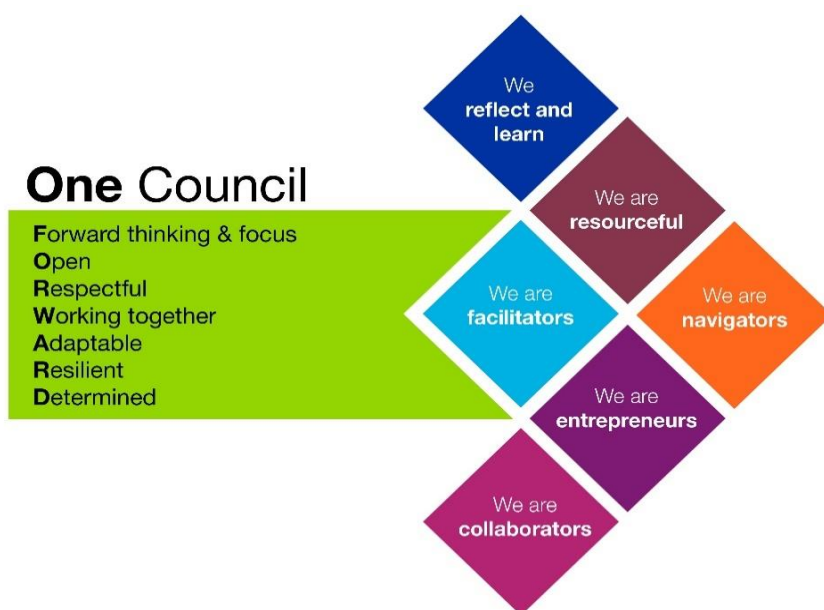 One Council
Forward thinking & focus
Open
Respectful
Working together
Adaptable
Resilient
Determined
We
reflect and
learn
We are
resourceful
We are
facilitators
We are
navigators
We are
entrepreneurs
We are
collaborators